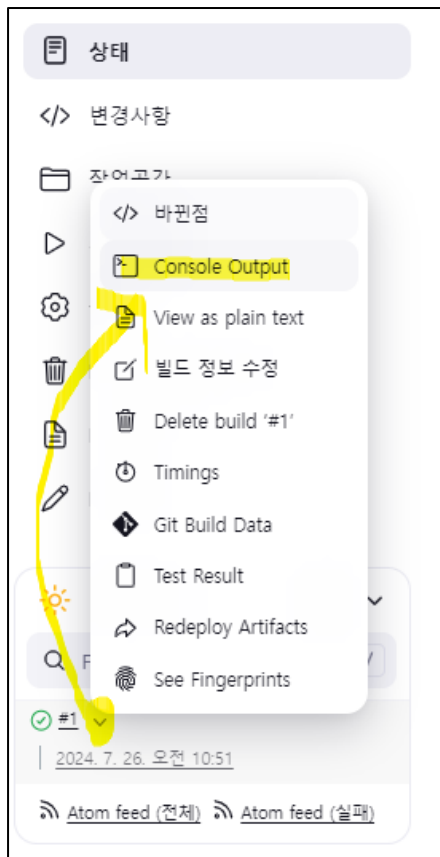 상태
변경사항
바뀐점
Console Output
View as plain text
빌드 정보 수정
Delete build '#1'
Timings
Git Build Data
Test Result
Redeploy Artifacts
See Fingerprints
/
#1
2024. 7. 26. 오전 10:51
Atom feed (전체) Atom feed (실패)